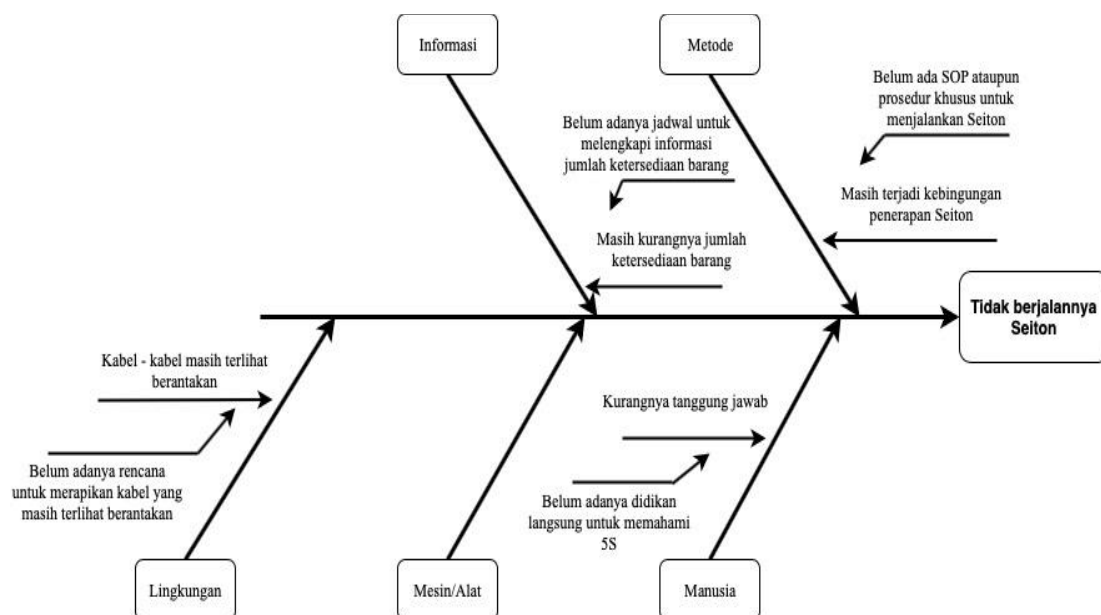 Informasi
Metode
Belum ada SOP ataupun
prosedur khusus untuk
menjalankan Seiton
Belum adanya jadwal untuk
melengkapi informasi
jumlah ketersediaan barang
Masih terjadi kebingungan
penerapan Seiton
Masih kurangnya jumlah
ketersediaan barang
Tidak berjalannya
Seiton
Kabel - kabel masih terlihat
berantakan
Kurangnya tanggung jawab
Belum adanya rencana
untuk merapikan kabel yang
masih terlihat berantakan
Belum adanya didikan
langsung untuk memahami
5S
Lingkungan
Mesin/Alat
Manusia